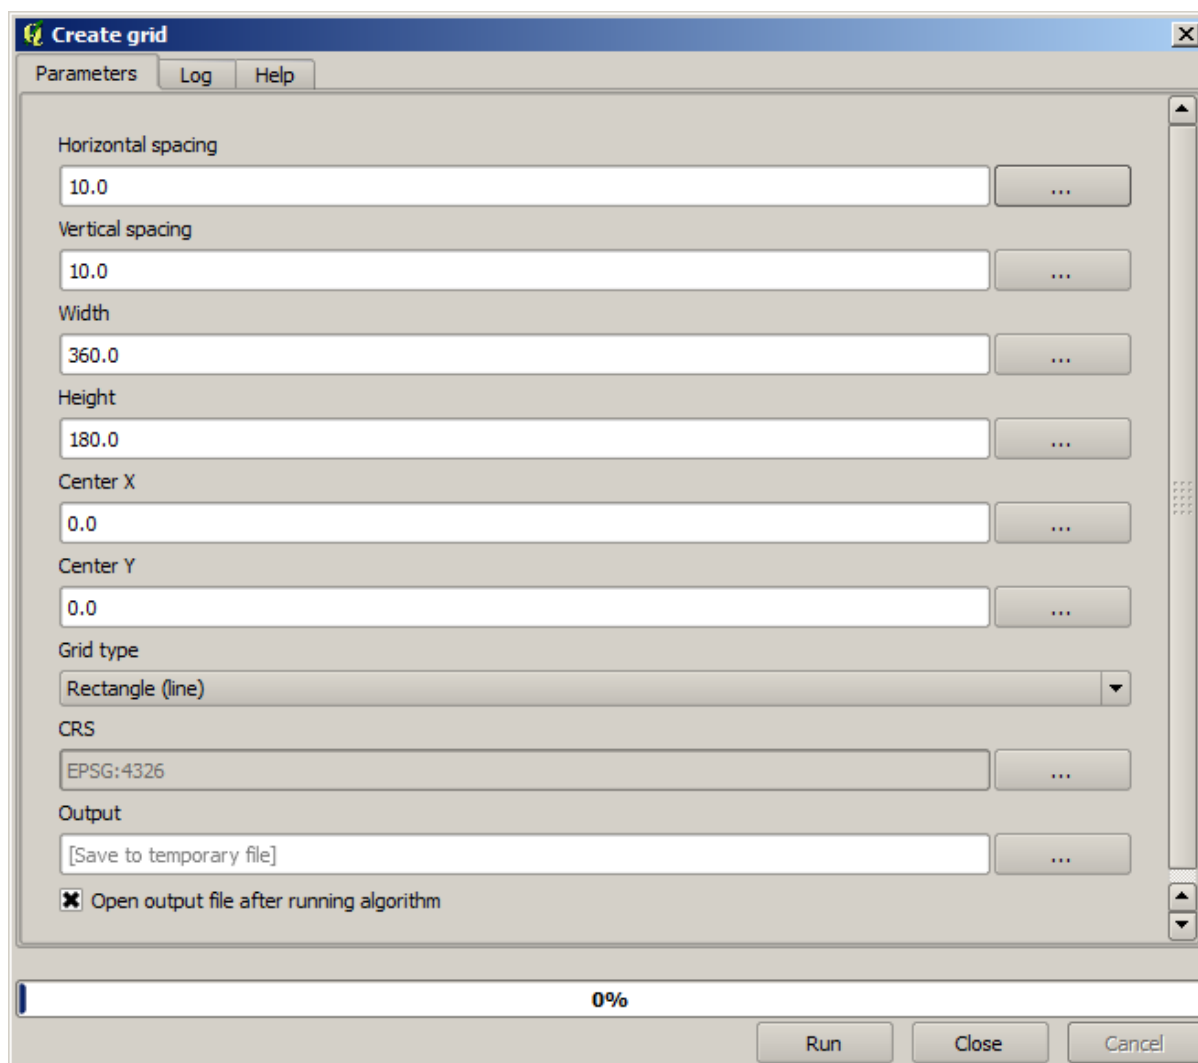 Create grid
Parameters Log Help
Horizontal spacing
10.0 ...
Vertical spacing
10.0 ...
Width
360.0 ...
Height
180.0 ...
Center X
0.0 ...
Center Y
0.0 ...
Grid type
Rectangle (line)
CRS
EPSG:4326 ...
Output
[Save to temporary file] ...
Open output file after running algorithm
0%
Run Close Cancel